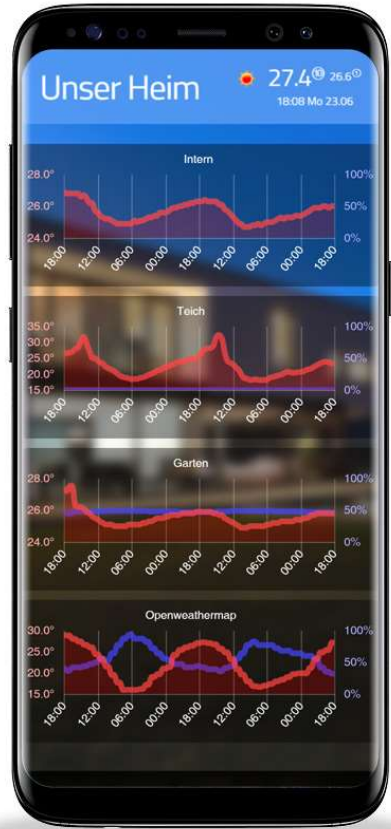 Unser Heim
27.4⑩ 26.6①
18:08 Mo 23.06
Intern
28.0° 100%
26.0° 50%
24.0° 0%
18:00 12:00 06:00 00:00 18:00 12:00 06:00 00:00 18:00
Teich
35.0° 100%
30.0°
25.0° 50%
20.0°
15.0° 0%
18:00 12:00 06:00 00:00 18:00 12:00 06:00 00:00 18:00
Garten
28.0° 100%
26.0° 50%
24.0° 0%
18:00 12:00 06:00 00:00 18:00 12:00 06:00 00:00 18:00
Openweathermap
30.0° 100%
25.0°
20.0° 50%
15.0° 0%
18:00 12:00 06:00 00:00 18:00 12:00 06:00 00:00 18:00